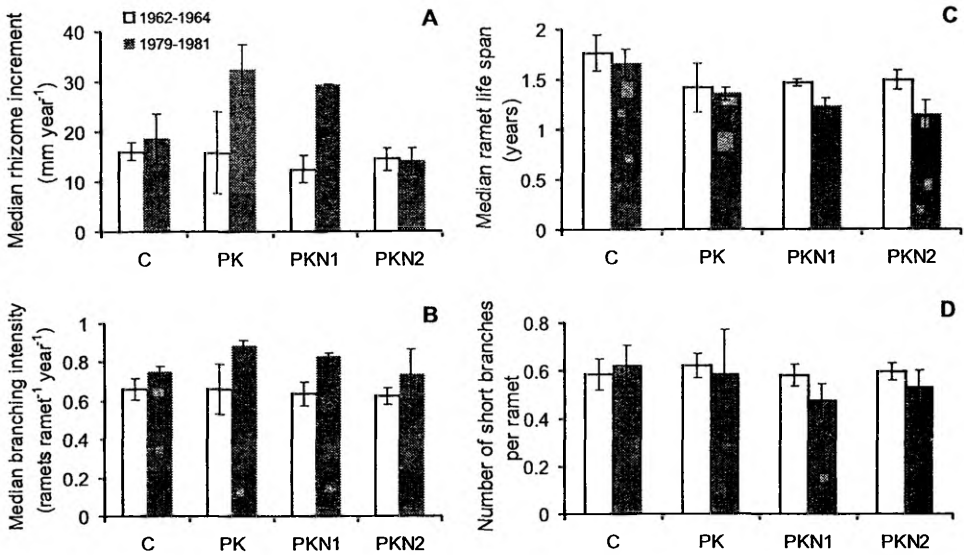 A
1962-1964
1979-1981
Median rhizome increment
(mm year-1)
40
30
20
10
0
C PK PKN1 PKN2
C
Median ramet life span
(years)
2
1.5
1
0.5
0
C PK PKN1 PKN2
B
Median branching intensity
(ramets ramet-1 year-1)
1
0.8
0.6
0.4
0.2
0
C PK PKN1 PKN2
D
Number of short branches
per ramet
0.8
0.6
0.4
0.2
0
C PK PKN1 PKN2